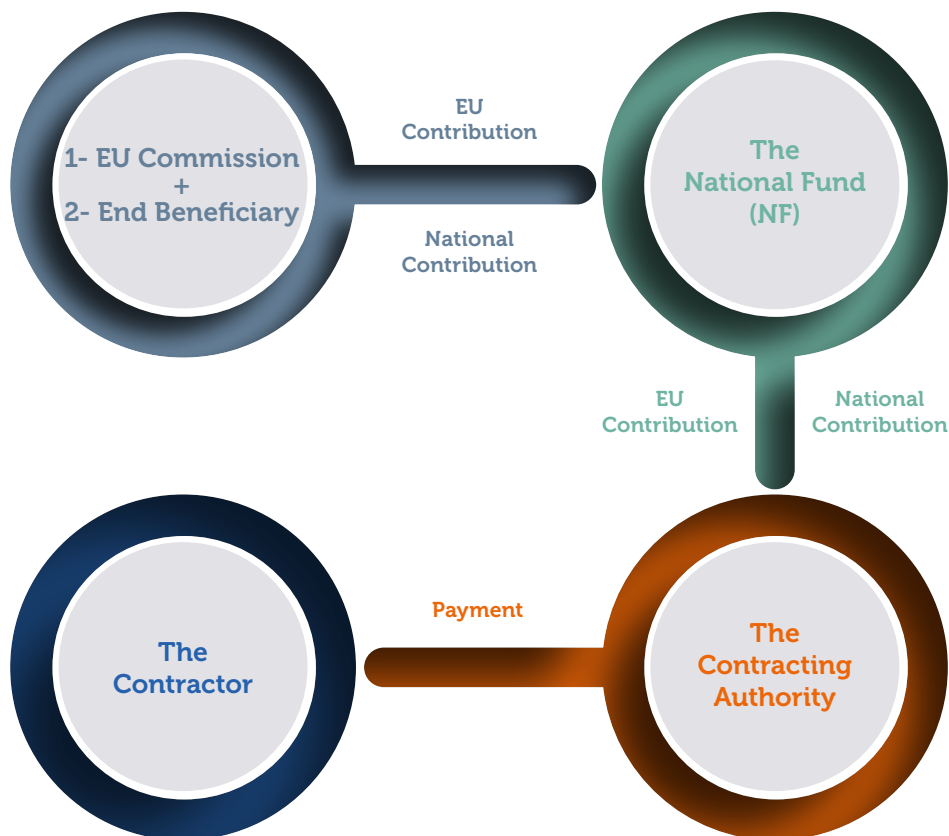 1- EU Commission
+
2- End Beneficiary
EU
Contribution
National
Contribution
The
National Fund
(NF)
EU
Contribution
National
Contribution
The
Contracting
Authority
Payment
The
Contractor